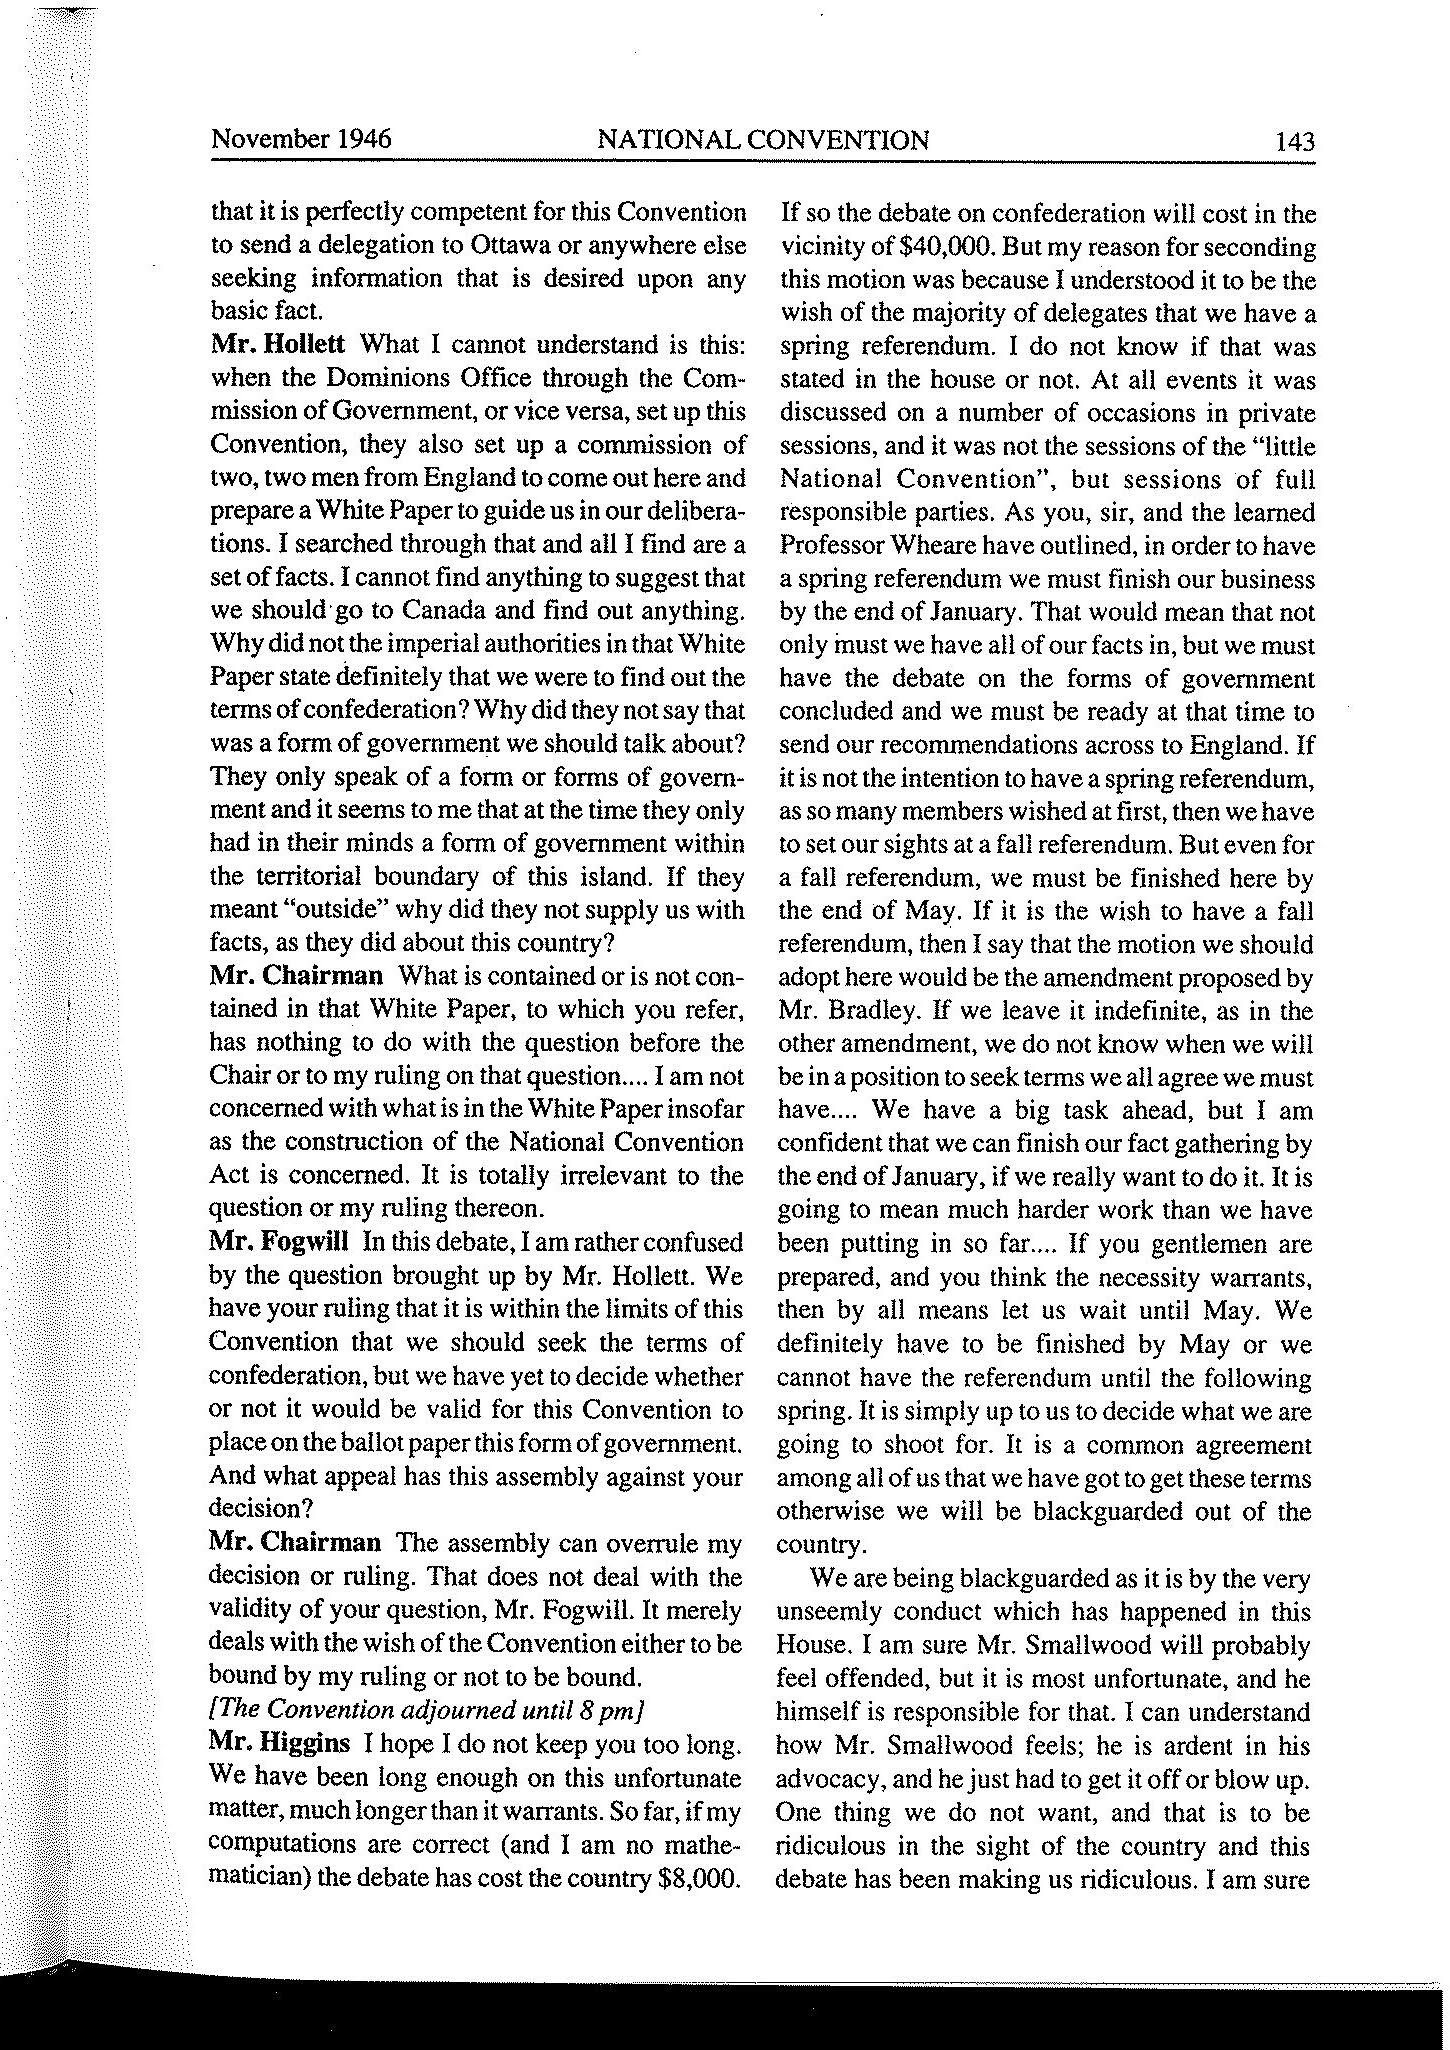 November 1946 NATIONAL CONVENTION 143
that it is perfectly competent for this Convention
to send a delegation to Ottawa or anywhere else
seeking information that is desired upon any
basic fact.
Mr. Hollett What I cannot understand is this:
when the Dominions Office through the Com-
mission of Government, or vice versa, set up this
Convention, they also set up a commission of
two, two men from England to come out here and
prepare a White Paper to guide us in our delibera-
tions. I searched through that and all I find are a
set of facts. I cannot find anything to suggest that
we should go to Canada and find out anything.
Why did not the imperial authorities in that White
Paper state definitely that we were to find out the
terms of confederation? Why did they not say that
was a form of government we should talk about?
They only speak of a form or forms of govern-
ment and it seems to me that at the time they only
had in their minds a form of government within
the territorial boundary of this island. If they
meant “outside” why did they not supply us with
facts, as they did about this country?
Mr. Chairman What is contained or is not con-
tained in that White Paper, to which you refer,
has nothing to do with the question before the
Chair or to my ruling on that question.... I am not
concerned with what is in the White Paper insofar
as the construction of the National Convention
Act is concerned. It is totally irrelevant to the
question or my ruling thereon.
Mr. Fogwill In this debate, I am rather confused
by the question brought up by Mr. Hollett. We
have your ruling that it is within the limits of this
Convention that we should seek the terms of
confederation, but we have yet to decide whether
or not it would be valid for this Convention to
place on the ballot paper this form of government.
And what appeal has this assembly against your
decision?
Mr. Chairman The assembly can overrule my
decision or ruling. That does not deal with the
validity of your question, Mr. Fogwill. It merely
deals with the wish of the Convention either to be
bound by my ruling or not to be bound.
[The Convention adjourned until 8 pm]
Mr. Higgins I hope I do not keep you too long.
We have been long enough on this unfortunate
matter, much longer than it warrants. So far, if my
computations are correct (and I am no mathe-
matician) the debate has cost the country $8,000.
If so the debate on confederation will cost in the
vicinity of $40,000. But my reason for seconding
this motion was because I understood it to be the
wish of the majority of delegates that we have a
spring referendum. I do not know if that was
stated in the house or not. At all events it was
discussed on a number of occasions in private
sessions, and it was not the sessions of the “little
National Convention”, but sessions of full
responsible parties. As you, sir, and the learned
Professor Wheare have outlined, in order to have
a spring referendum we must finish our business
by the end of January. That would mean that not
only must we have all of our facts in, but we must
have the debate on the forms of government
concluded and we must be ready at that time to
send our recommendations across to England. If
it is not the intention to have a spring referendum,
as so many members wished at first, then we have
to set our sights at a fall referendum. But even for
a fall referendum, we must be finished here by
the end of May. If it is the wish to have a fall
referendum, then I say that the motion we should
adopt here would be the amendment proposed by
Mr. Bradley. If we leave it indefinite, as in the
other amendment, we do not know when we will
be in a position to seek terms we all agree we must
have.... We have a big task ahead, but I am
confident that we can finish our fact gathering by
the end of January, if we really want to do it. It is
going to mean much harder work than we have
been putting in so far.... If you gentlemen are
prepared, and you think the necessity warrants,
then by all means let us wait until May. We
definitely have to be finished by May or we
cannot have the referendum until the following
spring. It is simply up to us to decide what we are
going to shoot for. It is a common agreement
among all of us that we have got to get these terms
otherwise we will be blackguarded out of the
country.
We are being blackguarded as it is by the very
unseemly conduct which has happened in this
House. I am sure Mr. Smallwood will probably
feel offended, but it is most unfortunate, and he
himself is responsible for that. I can understand
how Mr. Smallwood feels; he is ardent in his
advocacy, and he just had to get it off or blow up.
One thing we do not want, and that is to be
ridiculous in the sight of the country and this
debate has been making us ridiculous. I am sure